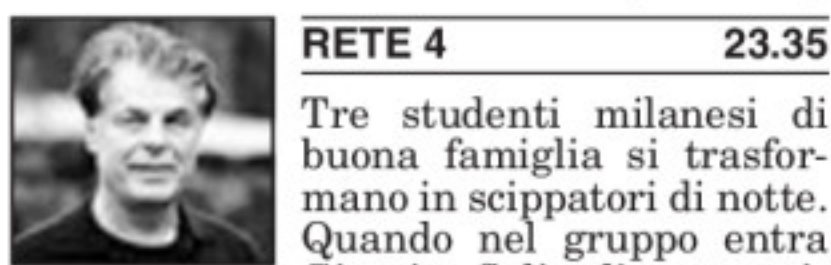 RETE 4 23.35
Tre studenti milanesi di
buona famiglia si trasfor-
mano in scippatori di notte.
Quando nel gruppo entra